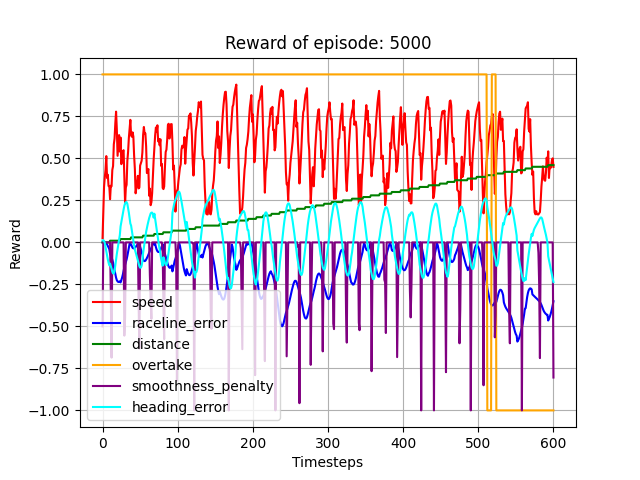 Reward of episode: 5000
Reward
1.00
0.75
0.50
0.25
0.00
−0.25
−0.50
−0.75
−1.00
speed
raceline_error
distance
overtake
smoothness_penalty
heading_error
0 100 200 300 400 500 600
Timesteps